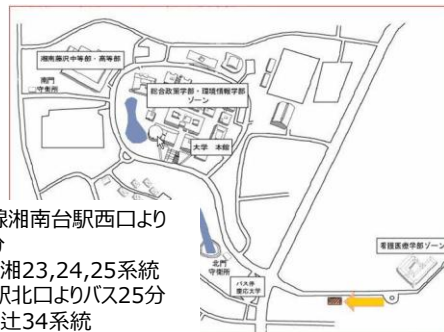 湘南藤沢中等部・高等部
南門
守衛所
総合政策学部・環境情報学部
ゾーン
大学 本館
線湘南台駅西口より
湘23,24,25系統
沢北口よりバス25分
辻34系統
北門
守衛所
バス停
慶応大学
看護医療学部ゾーン